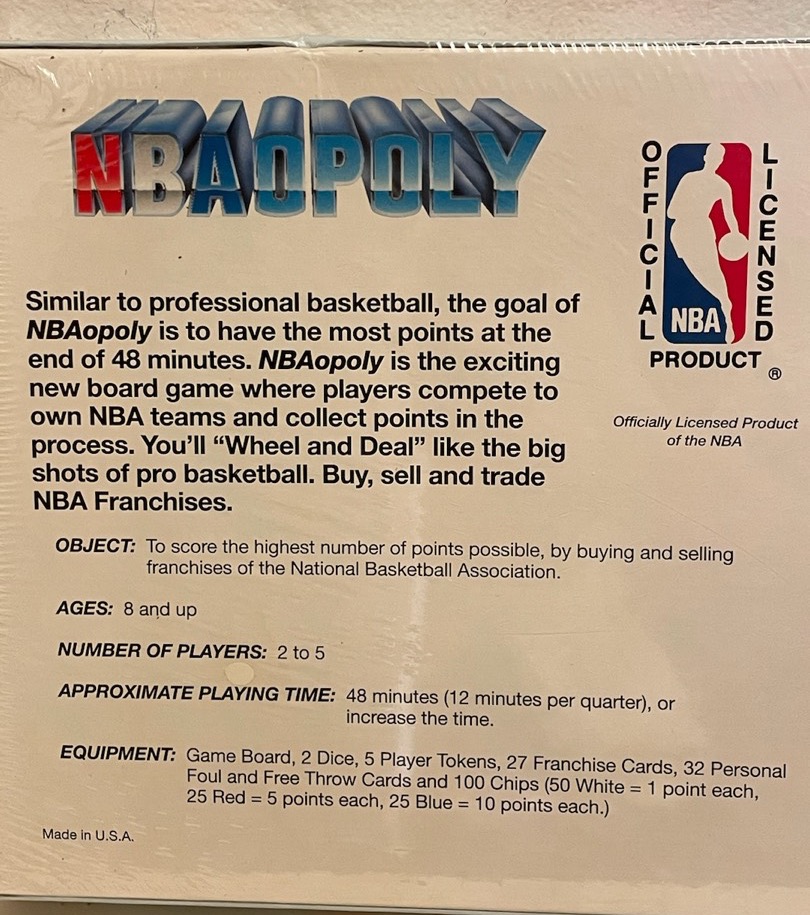 NBAOPOLY
OFFICIAL
LICENSED
NBA
PRODUCT ®
Officially Licensed Product
of the NBA
Similar to professional basketball, the goal of
NBAopoly is to have the most points at the
end of 48 minutes. NBAopoly is the exciting
new board game where players compete to
own NBA teams and collect points in the
process. You'll “Wheel and Deal” like the big
shots of pro basketball. Buy, sell and trade
NBA Franchises.
OBJECT: To score the highest number of points possible, by buying and selling
franchises of the National Basketball Association.
AGES: 8 and up
NUMBER OF PLAYERS: 2 to 5
APPROXIMATE PLAYING TIME: 48 minutes (12 minutes per quarter), or
increase the time.
EQUIPMENT: Game Board, 2 Dice, 5 Player Tokens, 27 Franchise Cards, 32 Personal
Foul and Free Throw Cards and 100 Chips (50 White = 1 point each,
25 Red = 5 points each, 25 Blue = 10 points each.)
Made in U.S.A.